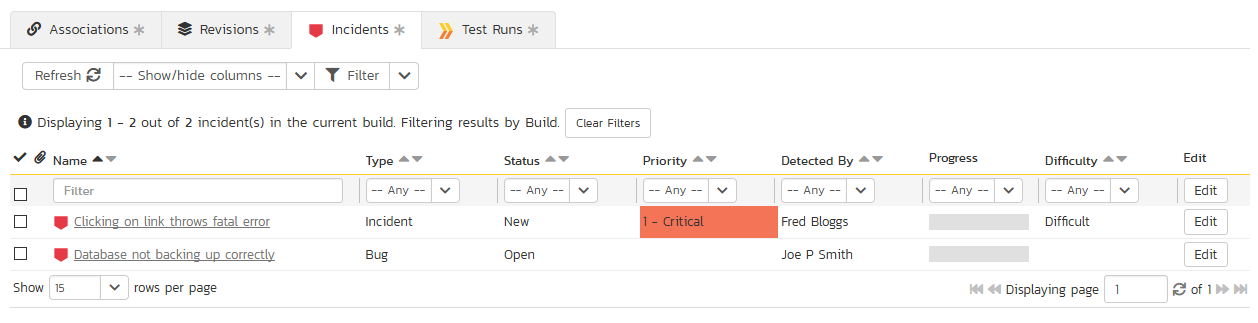 Associations Revisions Incidents Test Runs
Refresh -- Show/hide columns -- Filter
Displaying 1 - 2 out of 2 incident(s) in the current build. Filtering results by Build. Clear Filters
Name Type Status Priority Detected By Progress Difficulty Edit
Filter -- Any -- -- Any -- -- Any -- -- Any -- -- Any -- -- Any -- Edit
Clicking on link throws fatal error Incident New 1 - Critical Fred Bloggs Difficult Edit
Database not backing up correctly Bug Open Joe P Smith Edit
Show 15 rows per page Displaying page 1 of 1